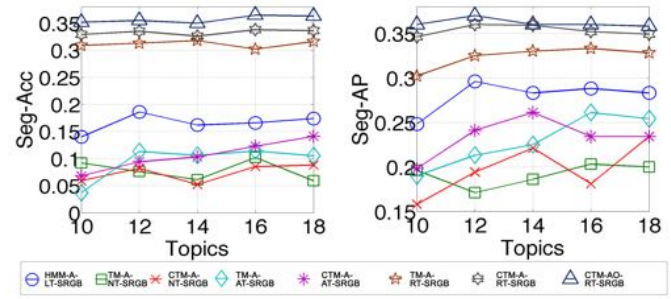 Seg-Acc
0.35
0.3
0.25
0.2
0.15
0.1
0.05
0
10 12 14 16 18
Topics
Seg-AP
0.35
0.3
0.25
0.2
0.15
10 12 14 16 18
Topics
HMM-A-
LT-SRGB
TM-A-
NT-SRGB
CTM-A-
NT-SRGB
TM-A-
AT-SRGB
CTM-A-
AT-SRGB
TM-A-
RT-SRGB
CTM-A-
RT-SRGB
CTM-AO-
RT-SRGB